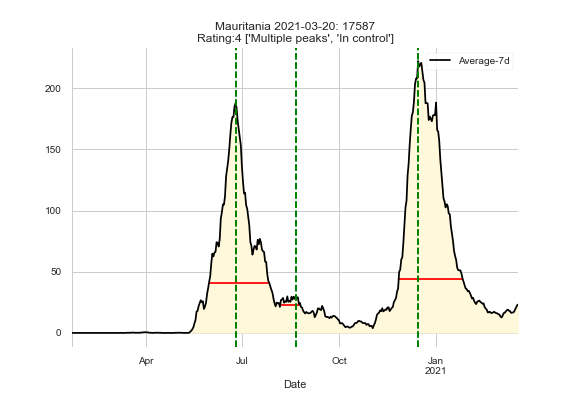 Mauritania 2021-03-20: 17587
Rating:4 ['Multiple peaks', 'In control']
Average-7d
200
150
100
50
0
Apr
Jul
Oct
Jan
2021
Date